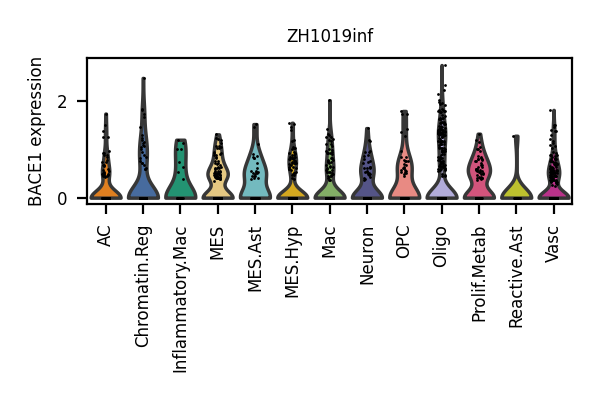 ZH1019inf
BACE1 expression
2
0
AC
Chromatin.Reg
Inflammatory.Mac
MES
MES.Ast
MES.Hyp
Mac
Neuron
OPC
Oligo
Prolif.Metab
Reactive.Ast
Vasc